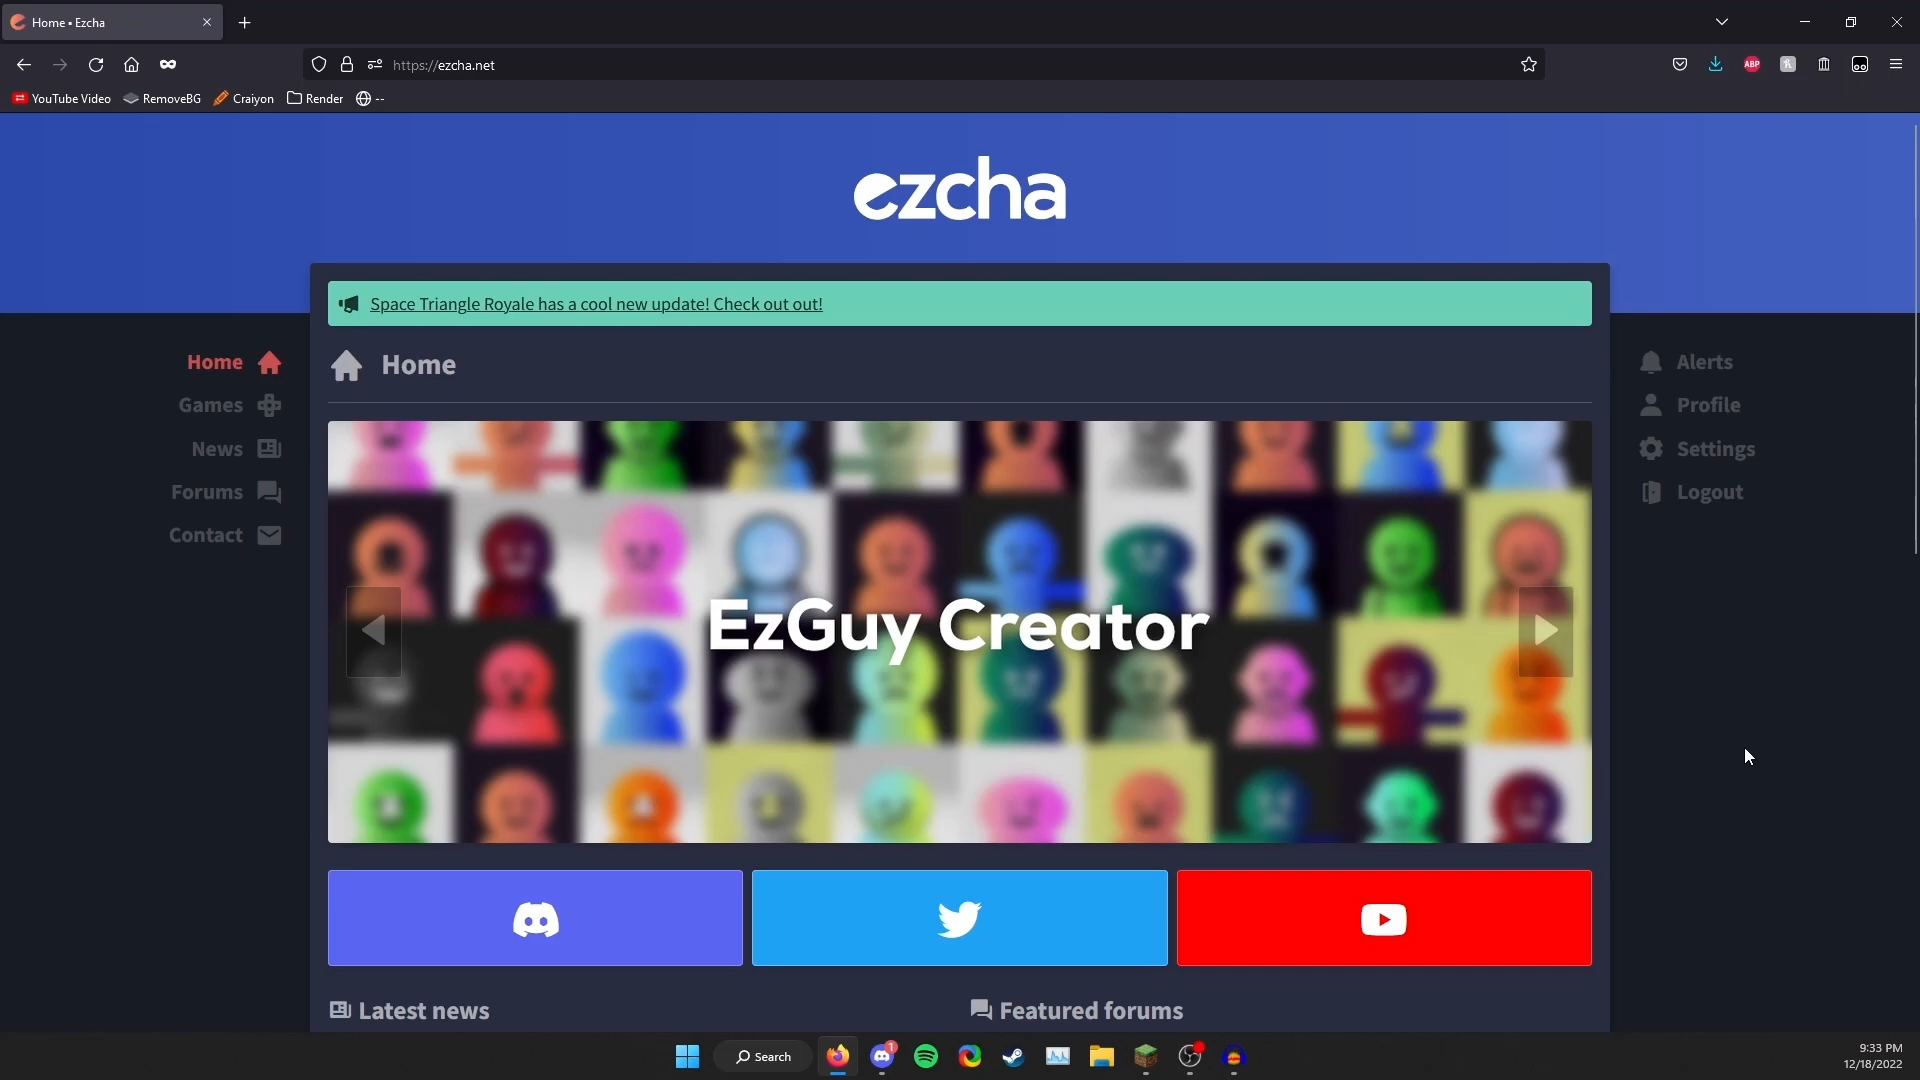 Home • Ezcha
https://ezcha.net
ABP
YouTube Video
RemoveBG
Craiyon
Render
--
ezcha
Space Triangle Royale has a cool new update! Check out out!
Home
Home
Games
News
Forums
Contact
Alerts
Profile
Settings
Logout
EzGuy Creator
Latest news
Featured forums
Search
1
9:33 PM
12/18/2022